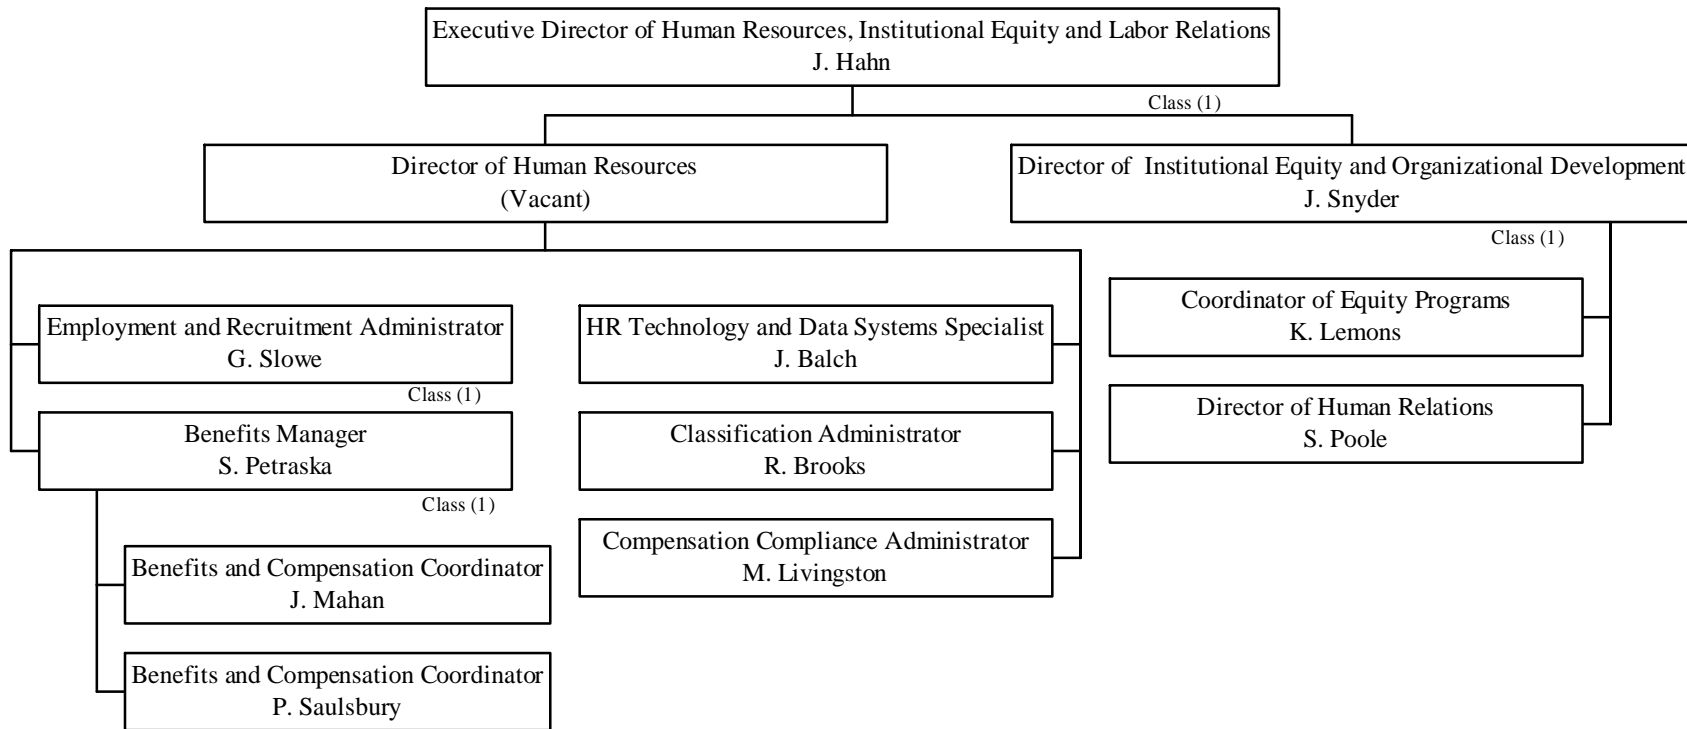 Executive Director of Human Resources, Institutional Equity and Labor Relations
J. Hahn
Class (1)
Director of Human Resources
(Vacant)
Director of  Institutional Equity and Organizational Development
J. Snyder
Class (1)
Employment and Recruitment Administrator
G. Slowe
Class (1)
Benefits Manager
S. Petraska
Class (1)
Benefits and Compensation Coordinator
J. Mahan
Benefits and Compensation Coordinator
P. Saulsbury
HR Technology and Data Systems Specialist
J. Balch
Classification Administrator
R. Brooks
Compensation Compliance Administrator
M. Livingston
Coordinator of Equity Programs
K. Lemons
Director of Human Relations
S. Poole